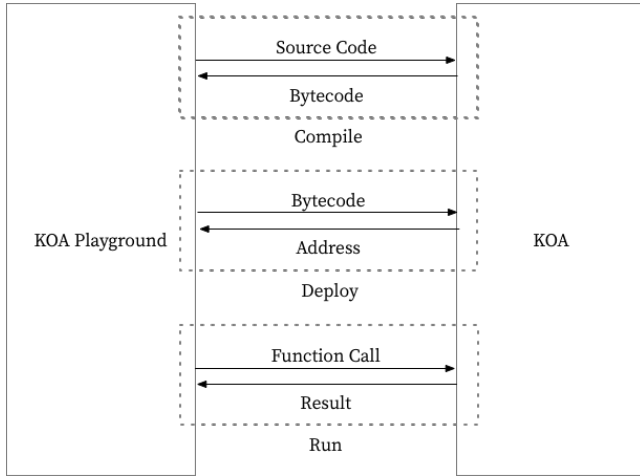 Source Code
Bytecode
Compile
Bytecode
KOA Playground
KOA
Address
Deploy
Function Call
Result
Run